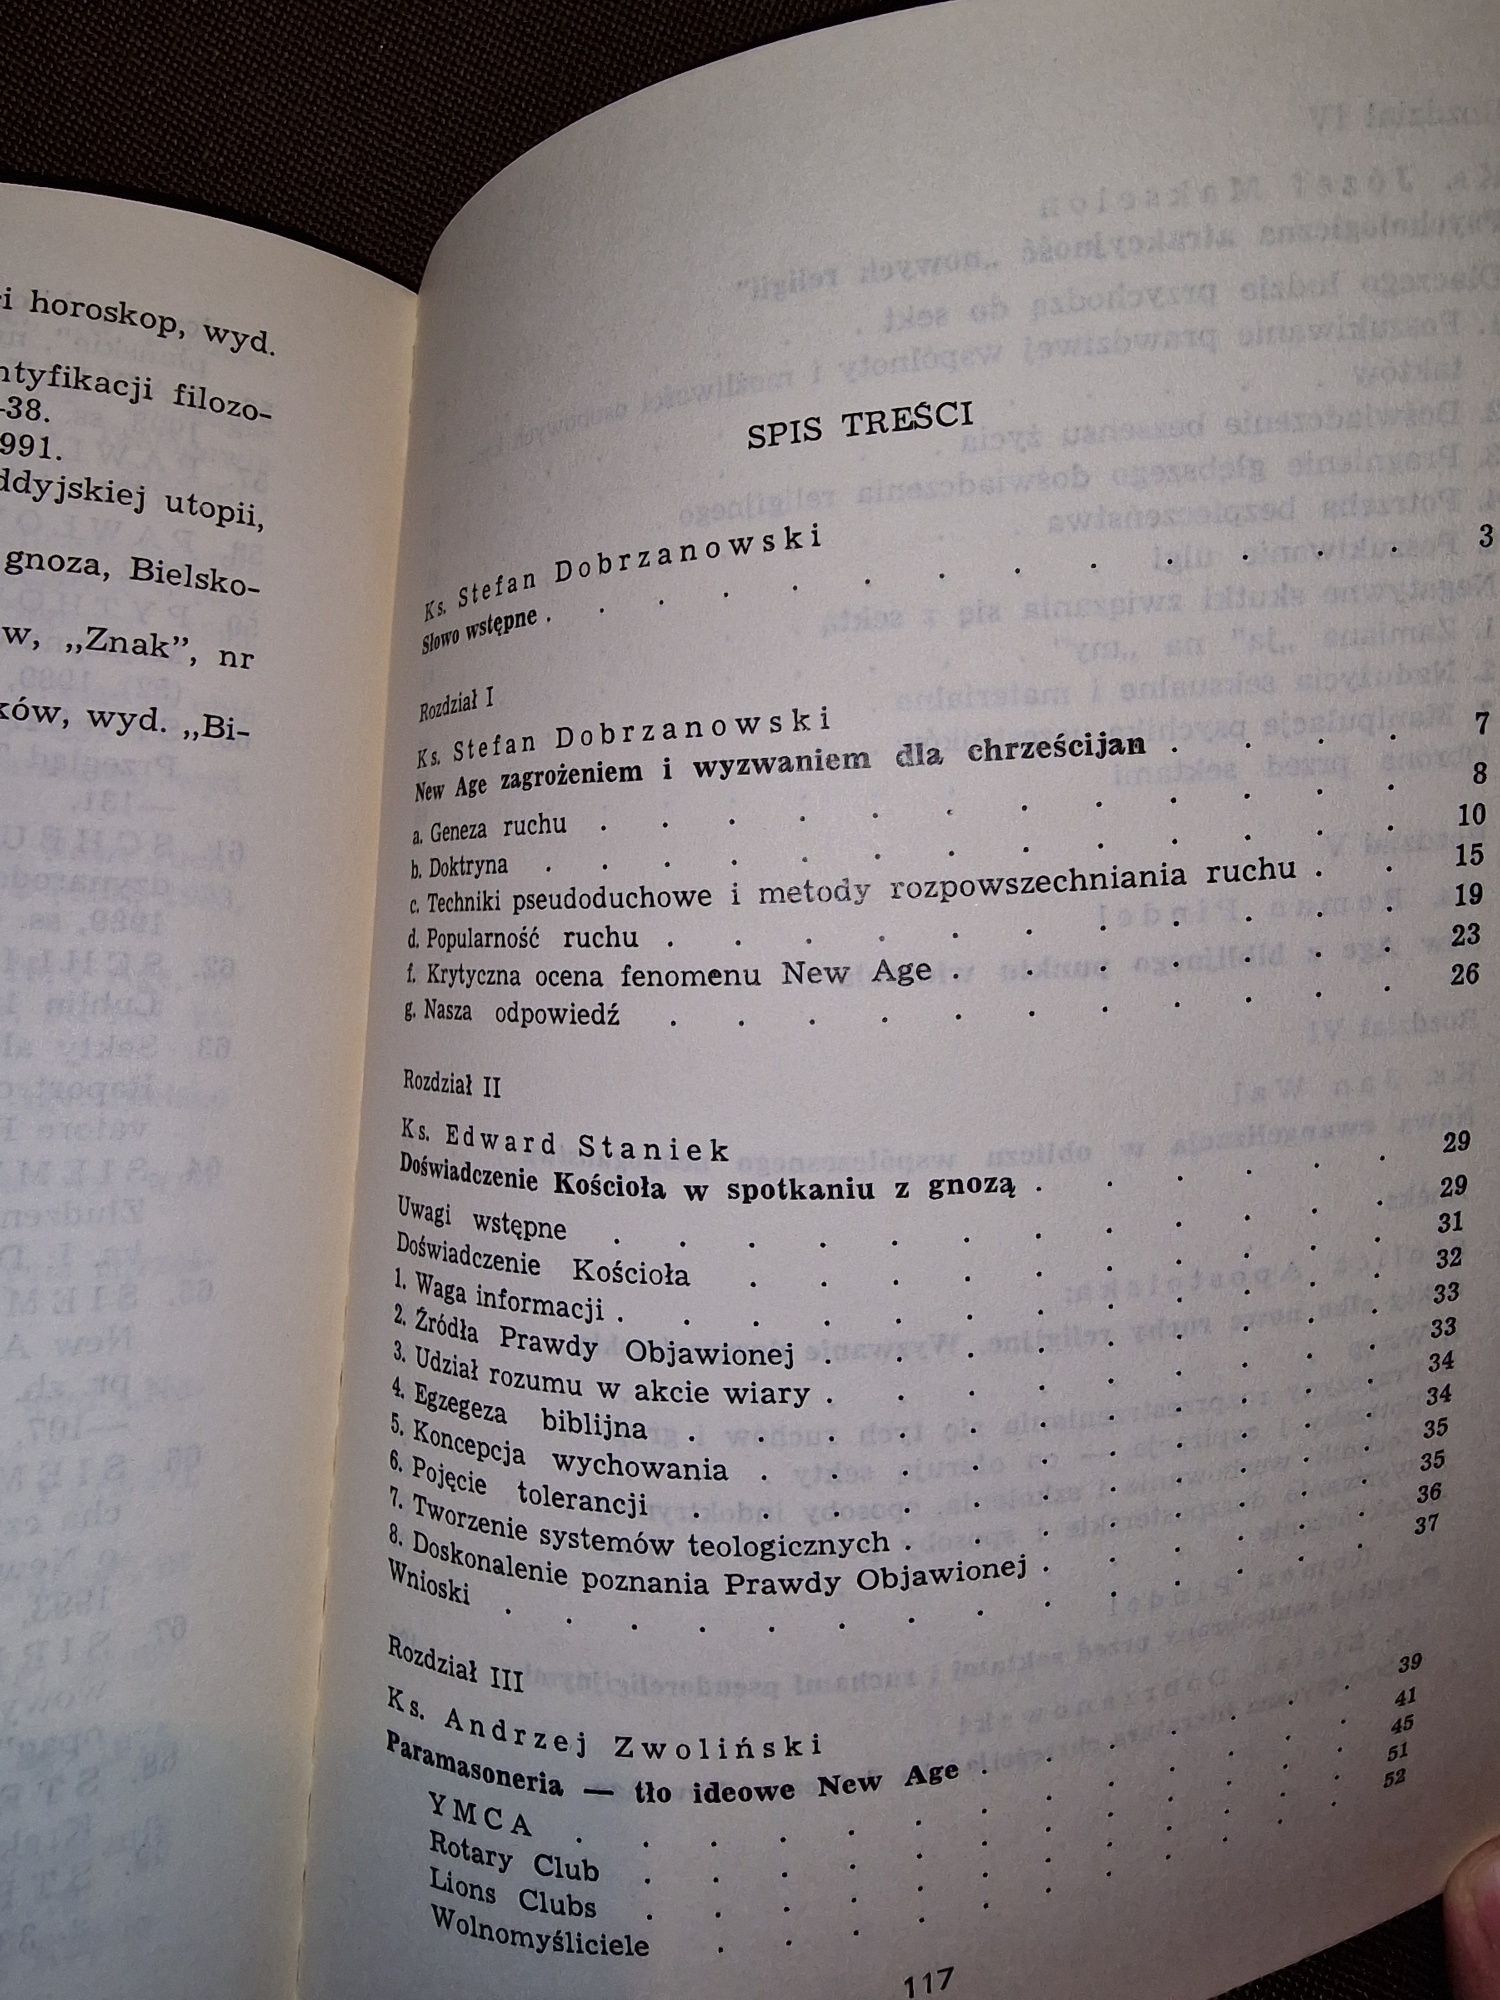 i horoskop, wyd.
ntyfikacji filozo-
-38.
991.
ddyjskiej utopii,
gnoza, Bielsko-
w, „Znak”, nr
ków, wyd. „Bi-
SPIS TREŚCI
Ks. Stefan Dobrzanowski
Słowo wstępne . . . . . . . . . . . . . 3
Rozdział I
Ks. Stefan Dobrzanowski
New Age zagrożeniem i wyzwaniem dla chrześcijan . . . . 7
a. Geneza ruchu . . . . . . . . . . . . 8
b. Doktryna . . . . . . . . . . . . . 10
c. Techniki pseudoduchowe i metody rozpowszechniania ruchu . . 15
d. Popularność ruchu . . . . . . . . . . . 19
f. Krytyczna ocena fenomenu New Age . . . . . . . 23
g. Nasza odpowiedź . . . . . . . . . . . 26
Rozdział II
Ks. Edward Staniek
Doświadczenie Kościoła w spotkaniu z gnozą . . . . . . 29
Uwagi wstępne . . . . . . . . . . . . 29
Doświadczenie Kościoła . . . . . . . . . . 31
1. Waga informacji . . . . . . . . . . . . 32
2. Źródła Prawdy Objawionej . . . . . . . . . 33
3. Udział rozumu w akcie wiary . . . . . . . . . 33
4. Egzegeza biblijna . . . . . . . . . . . 34
5. Koncepcja wychowania . . . . . . . . . . 34
6. Pojęcie tolerancji . . . . . . . . . . . 35
7. Tworzenie systemów teologicznych . . . . . . . . 35
8. Doskonalenie poznania Prawdy Objawionej . . . . . . 36
Wnioski . . . . . . . . . . . . . 37
Rozdział III
Ks. Andrzej Zwoliński
Paramasoneria — tło ideowe New Age . . . . . . . 39
YMCA . . . . . . . . . . . . 41
Rotary Club . . . . . . . . . . . 45
Lions Clubs . . . . . . . . . . . 51
Wolnomyśliciele . . . . . . . . . . 52
117